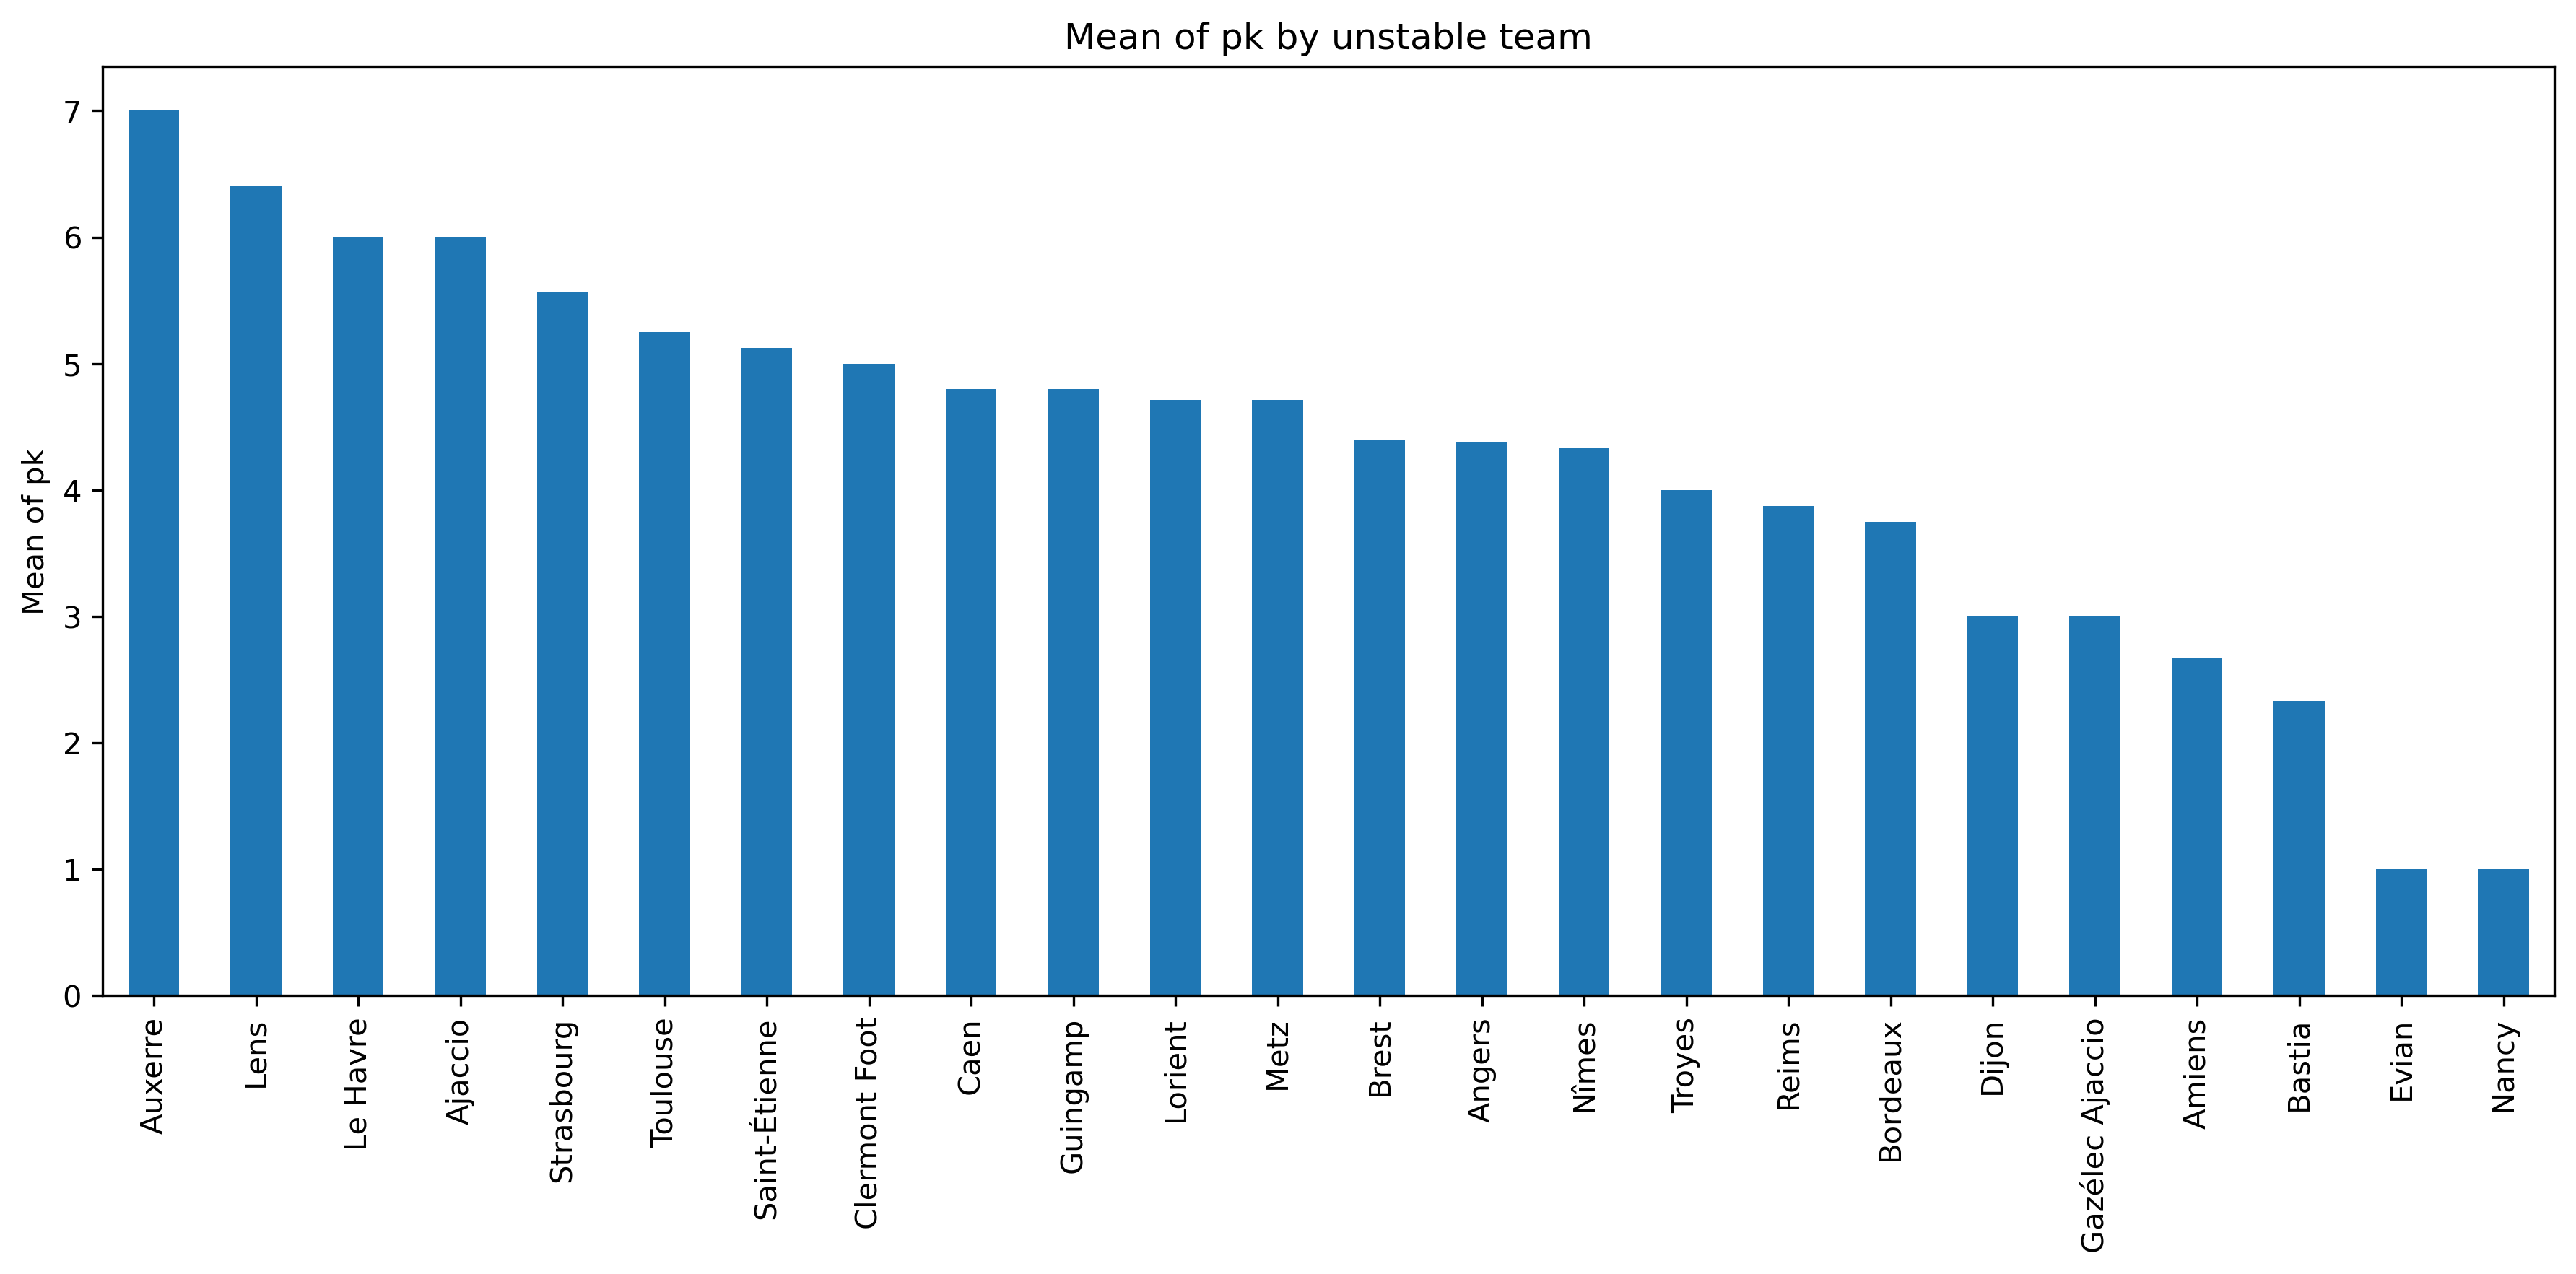 Mean of pk by unstable team
Mean of pk
7
6
5
4
3
2
1
0
Auxerre
Lens
Le Havre
Ajaccio
Strasbourg
Toulouse
Saint-Étienne
Clermont Foot
Caen
Guingamp
Lorient
Metz
Brest
Angers
Nîmes
Troyes
Reims
Bordeaux
Dijon
Gazélec Ajaccio
Amiens
Bastia
Evian
Nancy